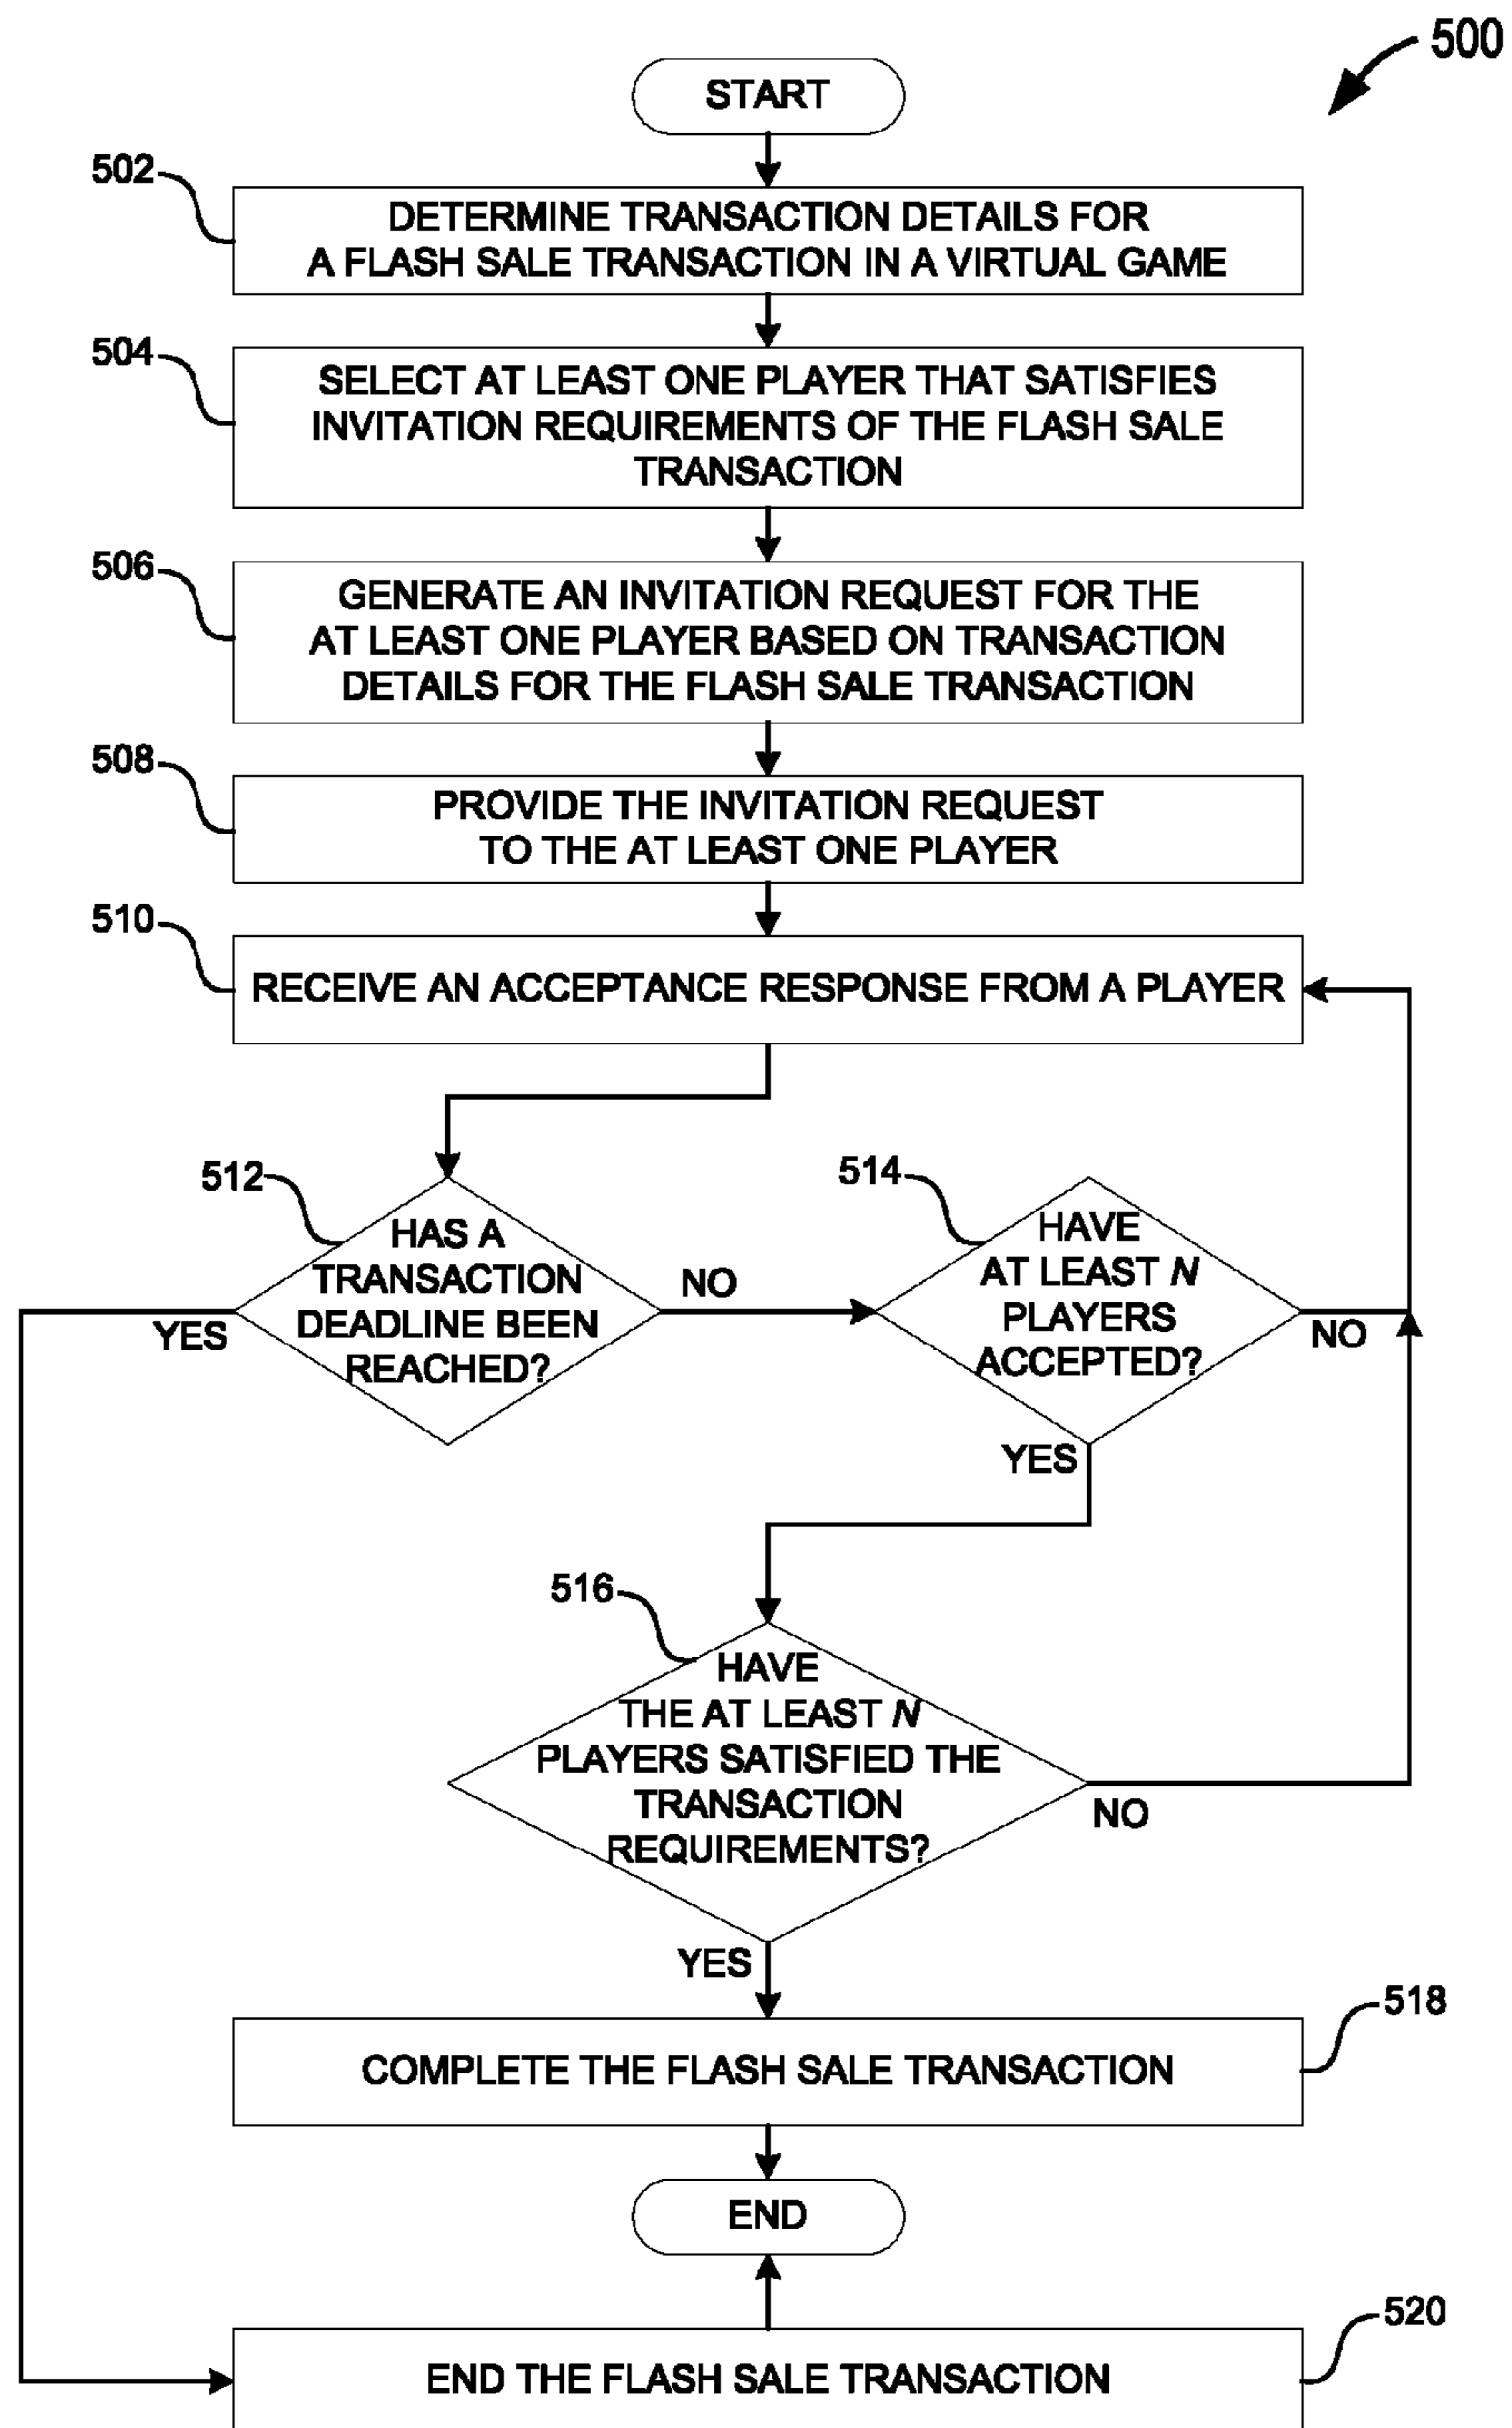 500
START
502
DETERMINE TRANSACTION DETAILS FOR
A FLASH SALE TRANSACTION IN A VIRTUAL GAME
504
SELECT AT LEAST ONE PLAYER THAT SATISFIES
INVITATION REQUIREMENTS OF THE FLASH SALE
TRANSACTION
506
GENERATE AN INVITATION REQUEST FOR THE
AT LEAST ONE PLAYER BASED ON TRANSACTION
DETAILS FOR THE FLASH SALE TRANSACTION
508
PROVIDE THE INVITATION REQUEST
TO THE AT LEAST ONE PLAYER
510
RECEIVE AN ACCEPTANCE RESPONSE FROM A PLAYER
512
HAS A
TRANSACTION
DEADLINE BEEN
REACHED?
YES
NO
514
HAVE
AT LEAST N
PLAYERS
ACCEPTED?
NO
YES
516
HAVE
THE AT LEAST N
PLAYERS SATISFIED THE
TRANSACTION
REQUIREMENTS?
NO
YES
518
COMPLETE THE FLASH SALE TRANSACTION
END
520
END THE FLASH SALE TRANSACTION